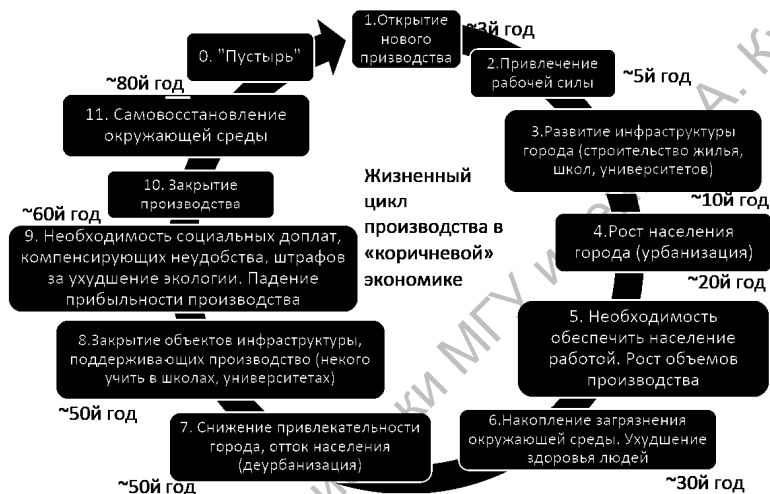 0. "Пустырь"
1.Открытие
нового
призводства
~3й год
2.Привлечение
рабочей силы
~5й год
3.Развитие инфраструктуры
города (строительство жилья,
школ, университетов)
~10й год
4.Рост населения
города (урбанизация)
~20й год
5. Необходимость
обеспечить население
работой. Рост объемов
производства
6.Накопление загрязнения
окружающей среды. Ухудшение
здоровья людей
~30й год
7. Снижение привлекательности
города, отток населения
(деурбанизация)
~50й год
8.Закрытие объектов инфраструктуры,
поддерживающих производство (некого
учить в школах, университетах)
~50й год
9. Необходимость социальных доплат,
компенсирующих неудобства, штрафов
за ухудшение экологии. Падение
прибыльности производства
~60й год
10. Закрытие
производства
11. Самовосстановление
окружающей среды
~80й год
Жизненный
цикл
производства в
«коричневой»
экономике
ки МГУ им
А. К